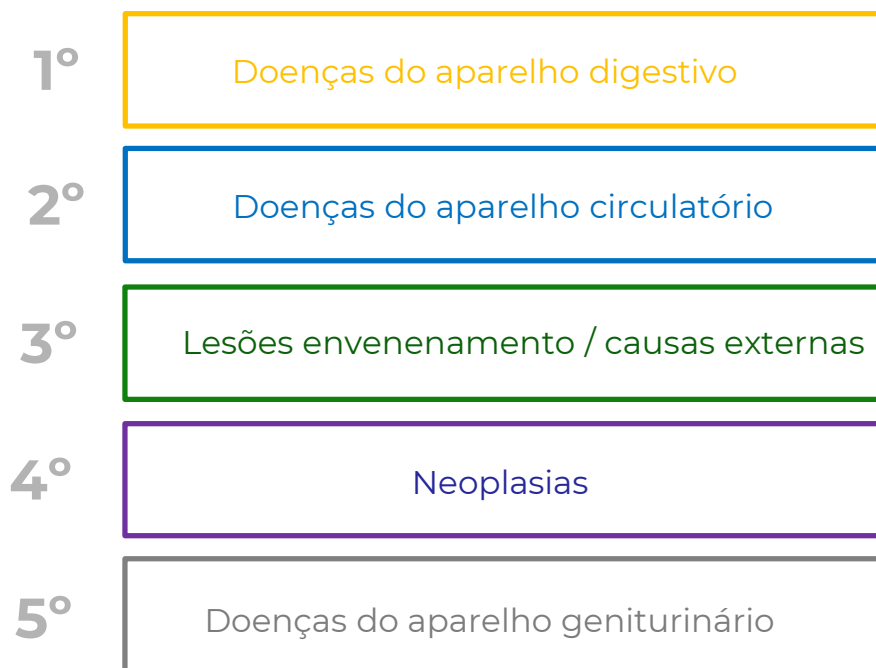 1º
Doenças do aparelho digestivo
2º
Doenças do aparelho circulatório
3º
Lesões envenenamento / causas externas
4º
Neoplasias
5º
Doenças do aparelho geniturinário